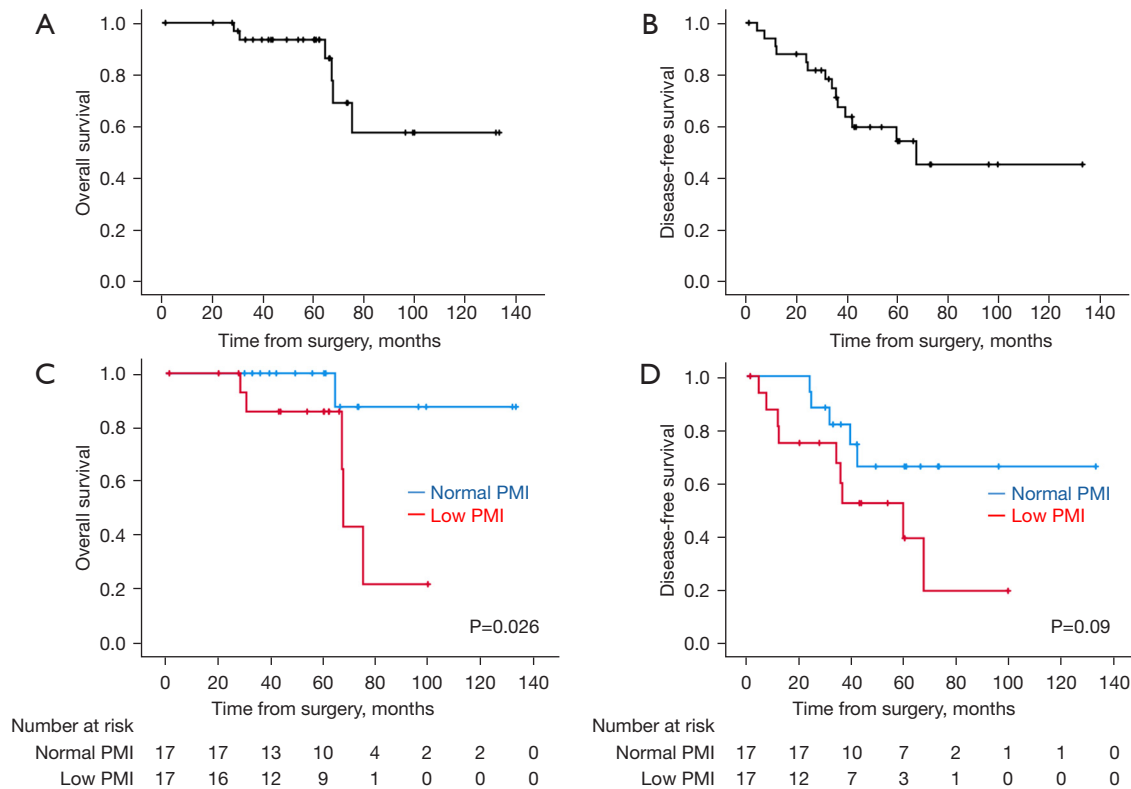 A
Overall survival
1.0
0.8
0.6
0.4
0.2
0.0
0 20 40 60 80 100 120 140
Time from surgery, months
B
Disease-free survival
1.0
0.8
0.6
0.4
0.2
0.0
0 20 40 60 80 100 120 140
Time from surgery, months
C
Overall survival
1.0
0.8
0.6
0.4
0.2
0.0
Normal PMI
Low PMI
P=0.026
0 20 40 60 80 100 120 140
Time from surgery, months
Number at risk
Normal PMI 17 17 13 10 4 2 2 0
Low PMI 17 16 12 9 1 0 0 0
D
Disease-free survival
1.0
0.8
0.6
0.4
0.2
0.0
Normal PMI
Low PMI
P=0.09
0 20 40 60 80 100 120 140
Time from surgery, months
Number at risk
Normal PMI 17 17 10 7 2 1 1 0
Low PMI 17 12 7 3 1 0 0 0